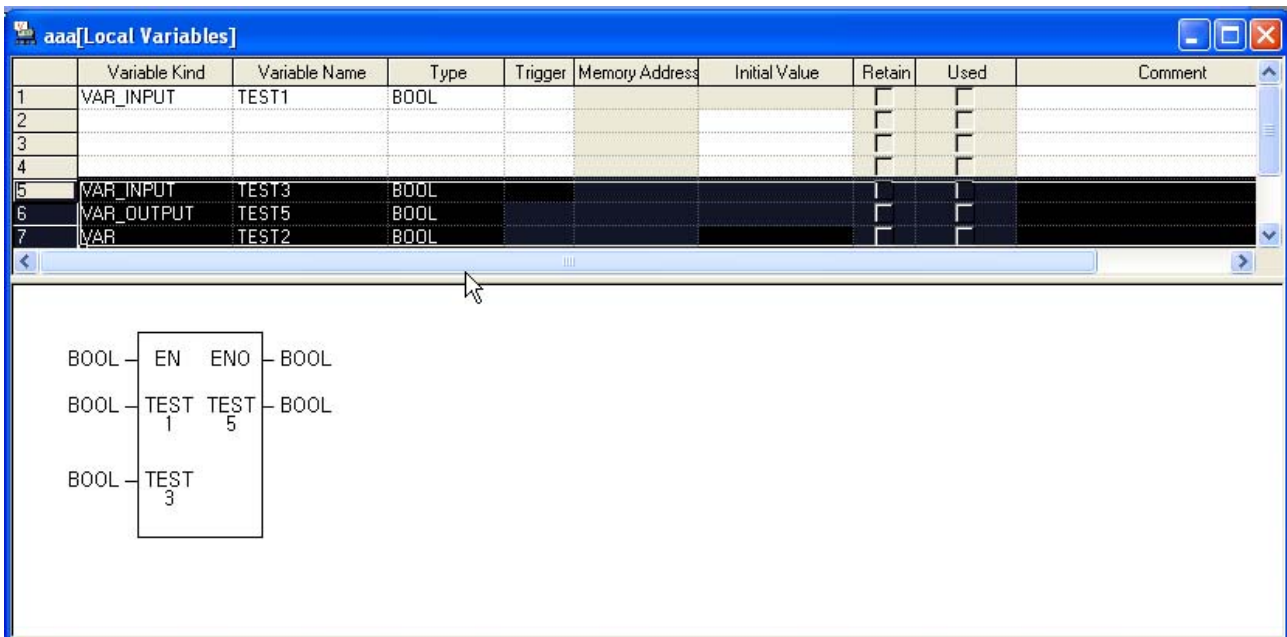 aaa[Local Variables]
Variable Kind Variable Name Type Trigger Memory Address Initial Value Retain Used Comment
1 VAR_INPUT TEST1 BOOL
2
3
4
5 VAR_INPUT TEST3 BOOL
6 VAR_OUTPUT TEST5 BOOL
7 VAR TEST2 BOOL
BOOL EN ENO BOOL
BOOL TEST TEST BOOL
1 5
BOOL TEST
3